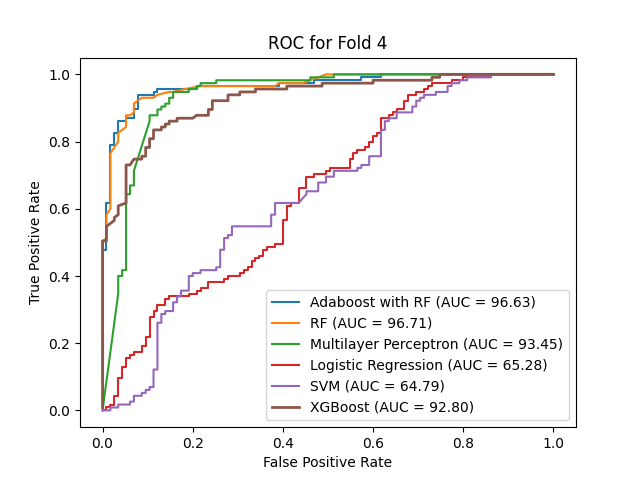 ROC for Fold 4
True Positive Rate
1.0
0.8
0.6
0.4
0.2
0.0
Adaboost with RF (AUC = 96.63)
RF (AUC = 96.71)
Multilayer Perceptron (AUC = 93.45)
Logistic Regression (AUC = 65.28)
SVM (AUC = 64.79)
XGBoost (AUC = 92.80)
0.0 0.2 0.4 0.6 0.8 1.0
False Positive Rate